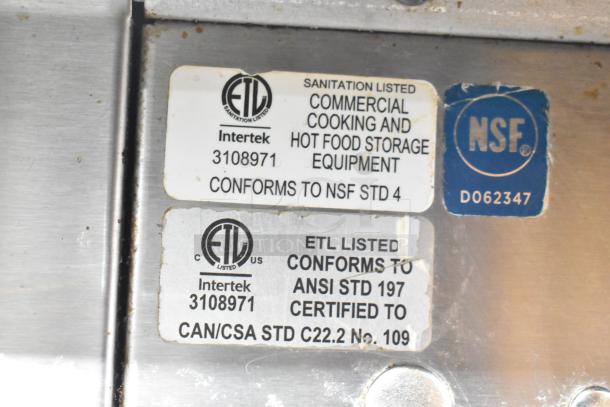 ETL
SANITATION LISTED
Intertek
3108971
SANITATION LISTED
COMMERCIAL
COOKING AND
HOT FOOD STORAGE
EQUIPMENT
CONFORMS TO NSF STD 4
NSF®
D062347
ETL
LISTED
C US
Intertek
3108971
ETL LISTED
CONFORMS TO
ANSI STD 197
CERTIFIED TO
CAN/CSA STD C22.2 No. 109